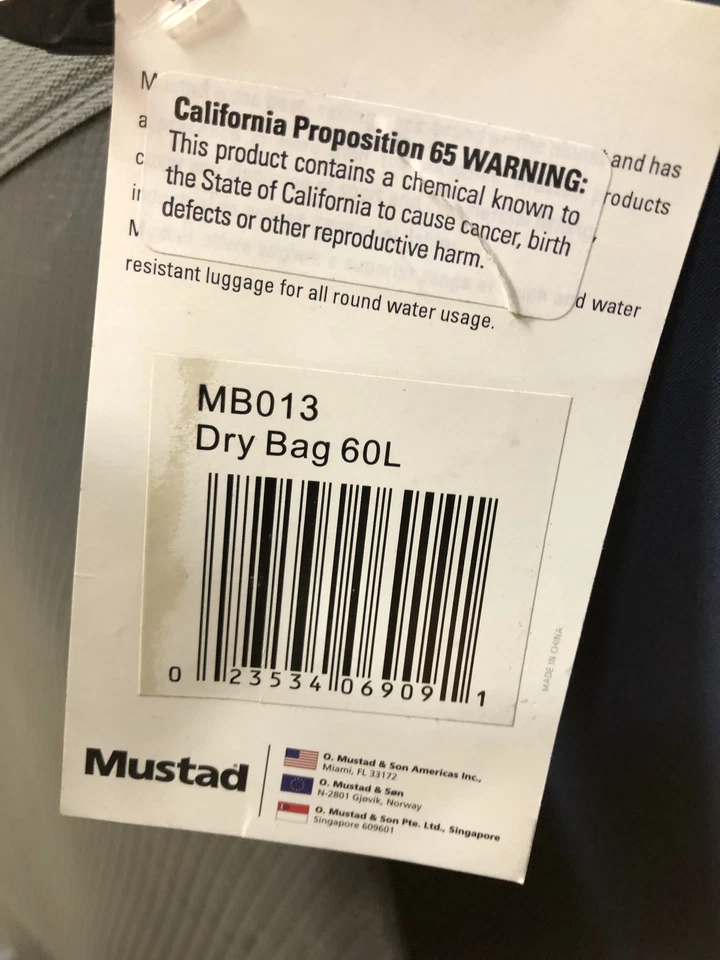 California Proposition 65 WARNING:
This product contains a chemical known to
the State of California to cause cancer, birth
defects or other reproductive harm.
and has
roducts
d water
resistant luggage for all round water usage.
MB013
Dry Bag 60L
0 23534 06909 1
MADE IN CHINA
Mustad
O. Mustad & Son Americas Inc.,
Miami, FL 33172
O. Mustad & Søn
N-2801 Gjøvik, Norway
O. Mustad & Son Pte. Ltd., Singapore
Singapore 609601